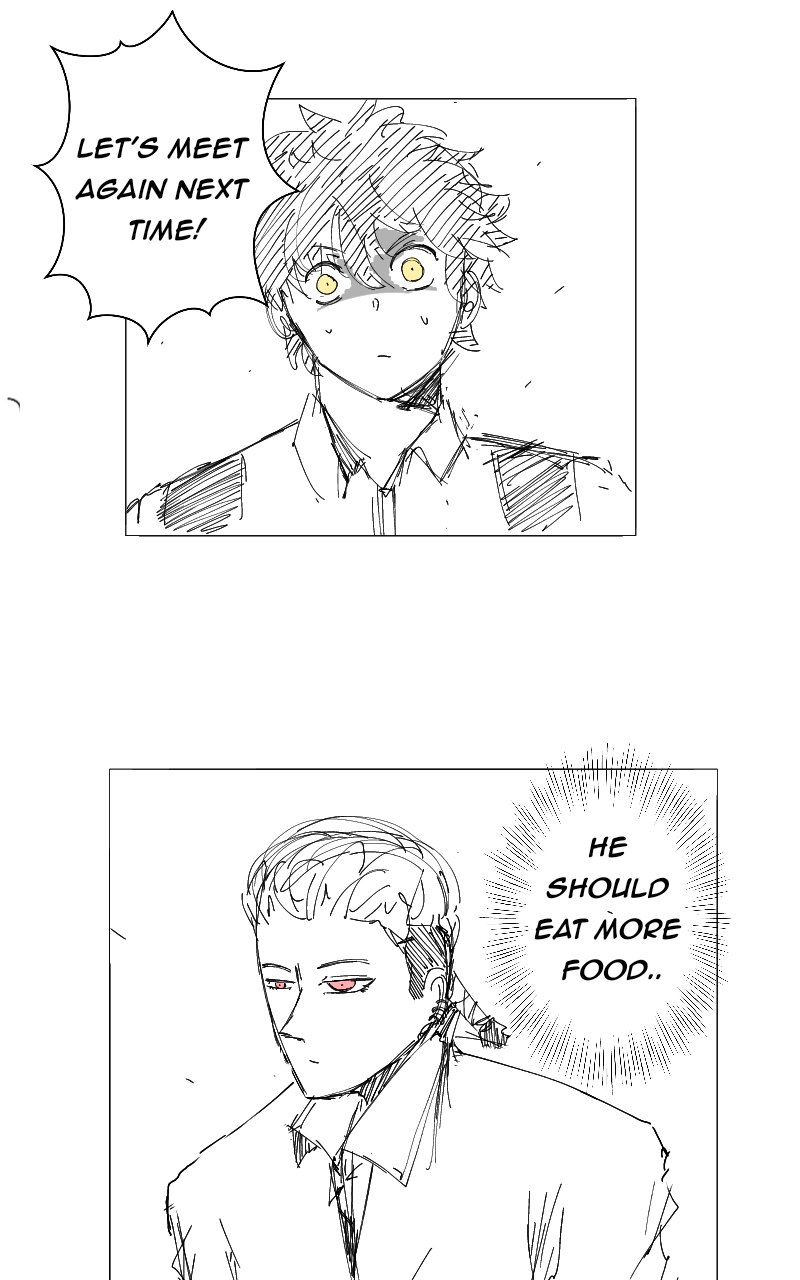 LET'S MEET
AGAIN NEXT
TIME!
HE
SHOULD
EAT MORE
FOOD..